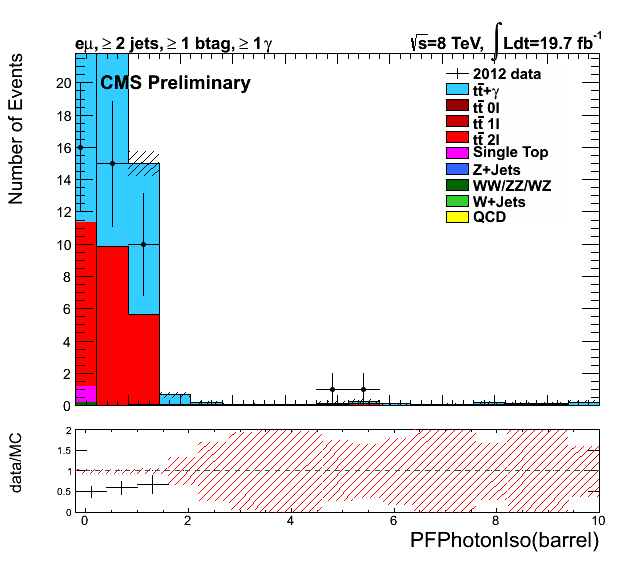 eμ, ≥ 2 jets, ≥ 1 btag, ≥ 1γ
√s=8 TeV, ∫Ldt=19.7 fb⁻¹
CMS Preliminary
Number of Events
20
18
16
14
12
10
8
6
4
2
0
2012 data
tt̄+γ
tt̄ 0l
tt̄ 1l
tt̄ 2l
Single Top
Z+Jets
WW/ZZ/WZ
W+Jets
QCD
data/MC
2
1.5
1
0.5
0
0 2 4 6 8 10
PFPhotonIso(barrel)